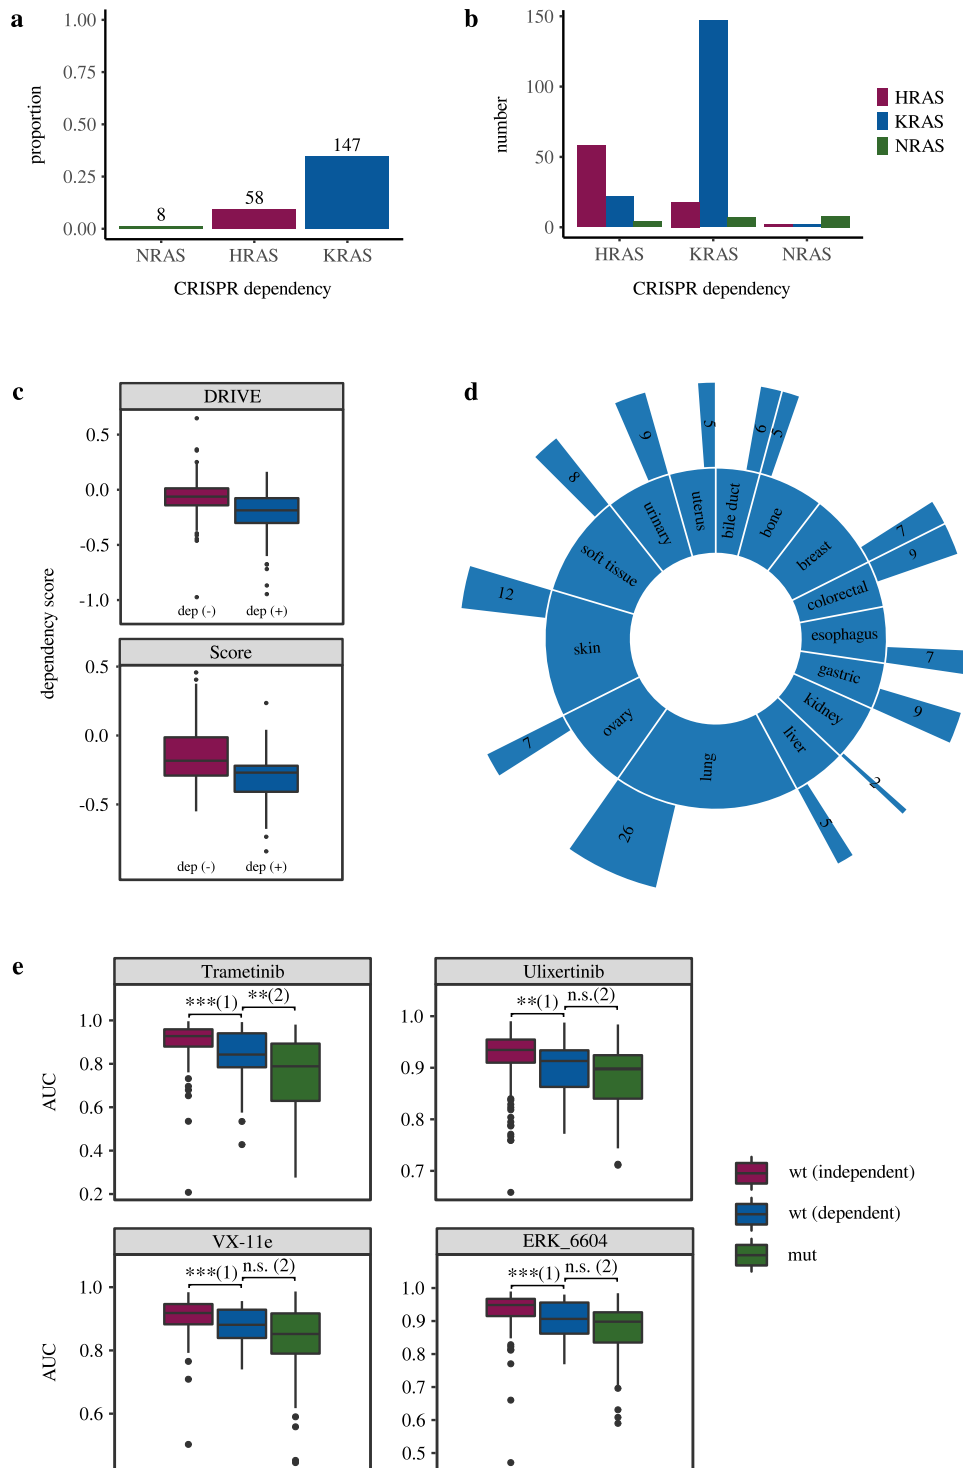 a
1.00
0.75
0.50
0.25
0.00
proportion
8
58
147
NRAS
HRAS
KRAS
CRISPR dependency
b
150
100
50
0
number
HRAS
KRAS
NRAS
CRISPR dependency
HRAS
KRAS
NRAS
c
dependency score
DRIVE
0.5
0.0
-0.5
-1.0
dep (-)
dep (+)
Score
0.5
0.0
-0.5
dep (-)
dep (+)
d
bile duct
bone
breast
colorectal
esophagus
gastric
kidney
liver
lung
ovary
skin
soft tissue
urinary
uterus
6
5
7
9
7
9
2
5
26
7
12
8
9
5
e
Trametinib
***(1)
**(2)
1.0
0.8
0.6
0.4
0.2
AUC
Ulixertinib
**(1)
n.s.(2)
1.0
0.9
0.8
0.7
VX-11e
***(1)
n.s. (2)
1.0
0.8
0.6
AUC
ERK_6604
***(1)
n.s. (2)
1.0
0.9
0.8
0.7
0.6
0.5
wt (independent)
wt (dependent)
mut